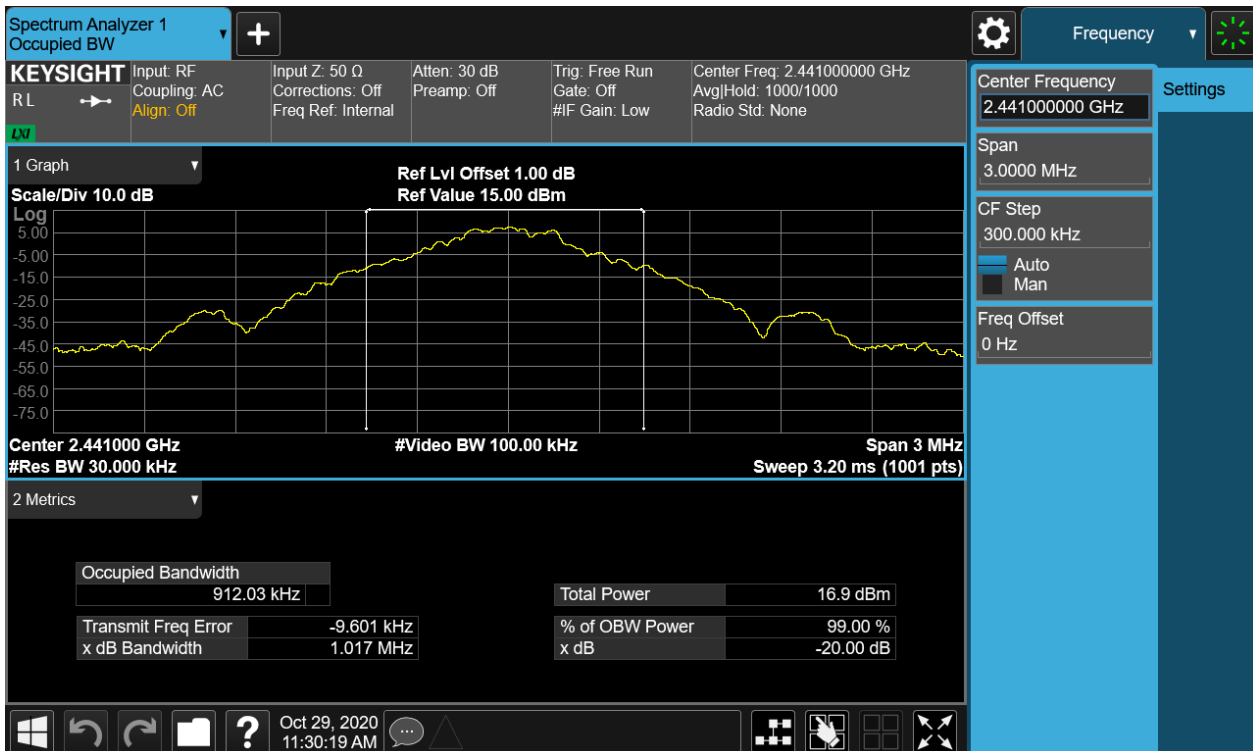 Spectrum Analyzer 1
Occupied BW
Frequency
KEYSIGHT
R L
LXI
Input: RF
Coupling: AC
Align: Off
Input Z: 50 Ω
Corrections: Off
Freq Ref: Internal
Atten: 30 dB
Preamp: Off
Trig: Free Run
Gate: Off
#IF Gain: Low
Center Freq: 2.441000000 GHz
Avg|Hold: 1000/1000
Radio Std: None
1 Graph
Ref Lvl Offset 1.00 dB
Scale/Div 10.0 dB
Ref Value 15.00 dBm
Log
5.00
-5.00
-15.0
-25.0
-35.0
-45.0
-55.0
-65.0
-75.0
Center 2.441000 GHz
#Video BW 100.00 kHz
Span 3 MHz
#Res BW 30.000 kHz
Sweep 3.20 ms (1001 pts)
2 Metrics
Occupied Bandwidth
912.03 kHz
Total Power 16.9 dBm
Transmit Freq Error -9.601 kHz
% of OBW Power 99.00 %
x dB Bandwidth 1.017 MHz
x dB -20.00 dB
Center Frequency
2.441000000 GHz
Settings
Span
3.0000 MHz
CF Step
300.000 kHz
Auto
Man
Freq Offset
0 Hz
?
Oct 29, 2020
11:30:19 AM